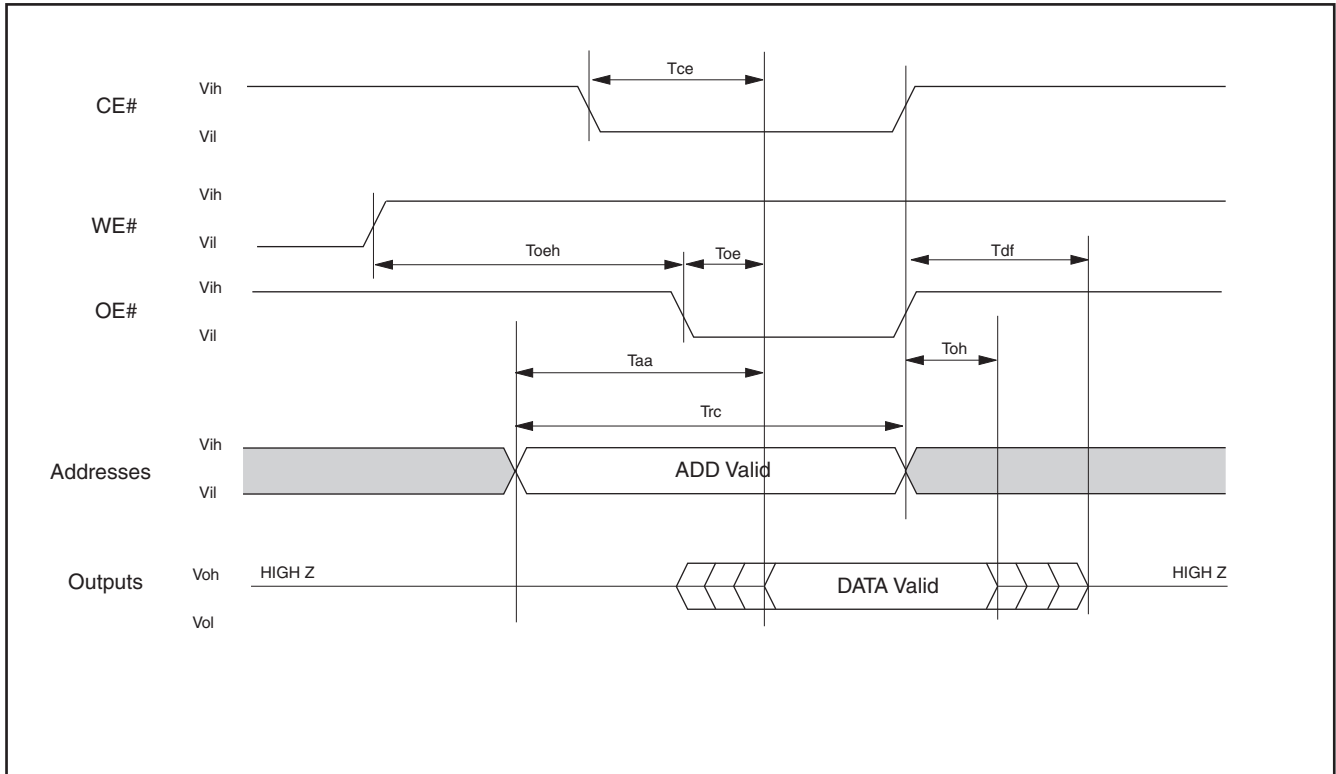 Tce
CE#
Vih
Vil
WE#
Vih
Vil
Toeh
Toe
Tdf
OE#
Vih
Vil
Toh
Taa
Trc
Addresses
Vih
Vil
ADD Valid
Outputs
Voh
HIGH Z
DATA Valid
HIGH Z
Vol